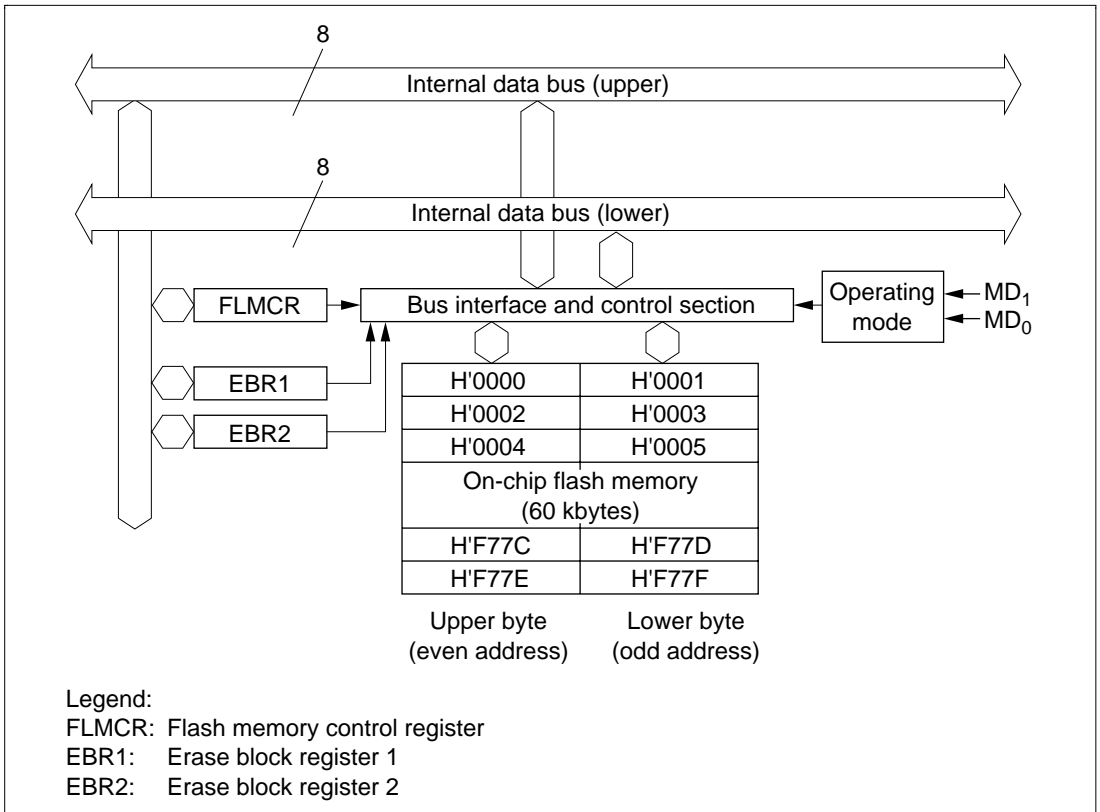 8
Internal data bus (upper)
8
Internal data bus (lower)
FLMCR
Bus interface and control section
Operating
mode
MD₁
MD₀
EBR1
EBR2
H'0000 H'0001
H'0002 H'0003
H'0004 H'0005
On-chip flash memory
(60 kbytes)
H'F77C H'F77D
H'F77E H'F77F
Upper byte
(even address)
Lower byte
(odd address)
Legend:
FLMCR: Flash memory control register
EBR1: Erase block register 1
EBR2: Erase block register 2